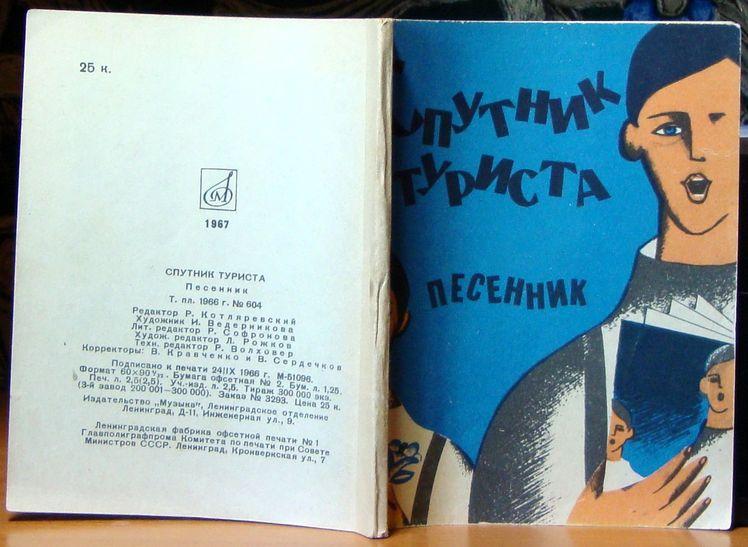 25 к.
1967
СПУТНИК ТУРИСТА
Песенник
Т. пл. 1966 г. № 604
Редактор Р. Котляревский
Художник И. Ведерникова
Лит. редактор Р. Софронова
Худож. редактор Л. Рожков
Техн. редактор Р. Волховер
Корректоры: В. Кравченко и В. Сердечков
Подписано к печати 24/IX 1966 г. М-51096.
Формат 60×90¹/₃₂. Бумага офсетная № 2. Бум. л. 1,25.
Печ. л. 2,5(2,5). Уч.-изд. л. 2,5. Тираж 300 000 экз.
(3-й завод 200 001—300 000). Заказ № 3293. Цена 25 к.
Издательство „Музыка“, Ленинградское отделение
Ленинград, Д-11, Инженерная ул., 9.
Ленинградская фабрика офсетной печати № 1
Главполиграфпрома Комитета по печати при Совете
Министров СССР. Ленинград, Кронверкская ул., 7
СПУТНИК
ТУРИСТА
ПЕСЕННИК